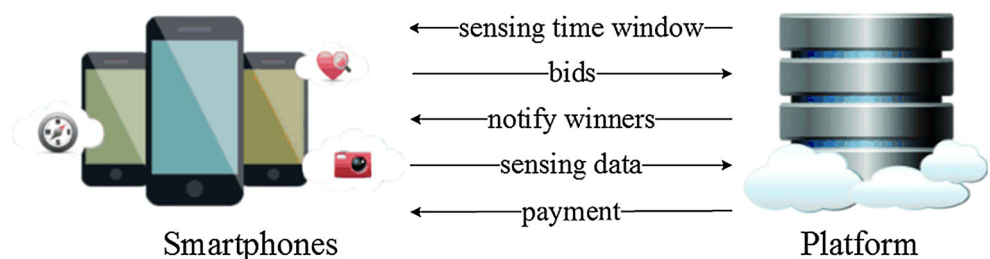 sensing time window
bids
notify winners
sensing data
payment
Smartphones
Platform